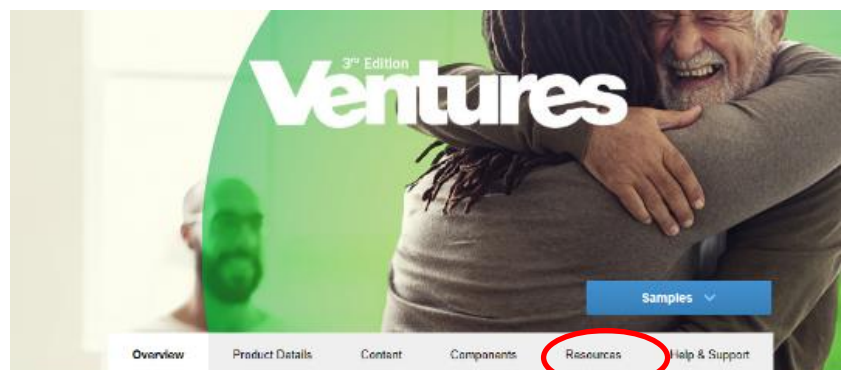 3rd Edition
Ventures
Samples
Overview Product Details Content Components Resources Help & Support